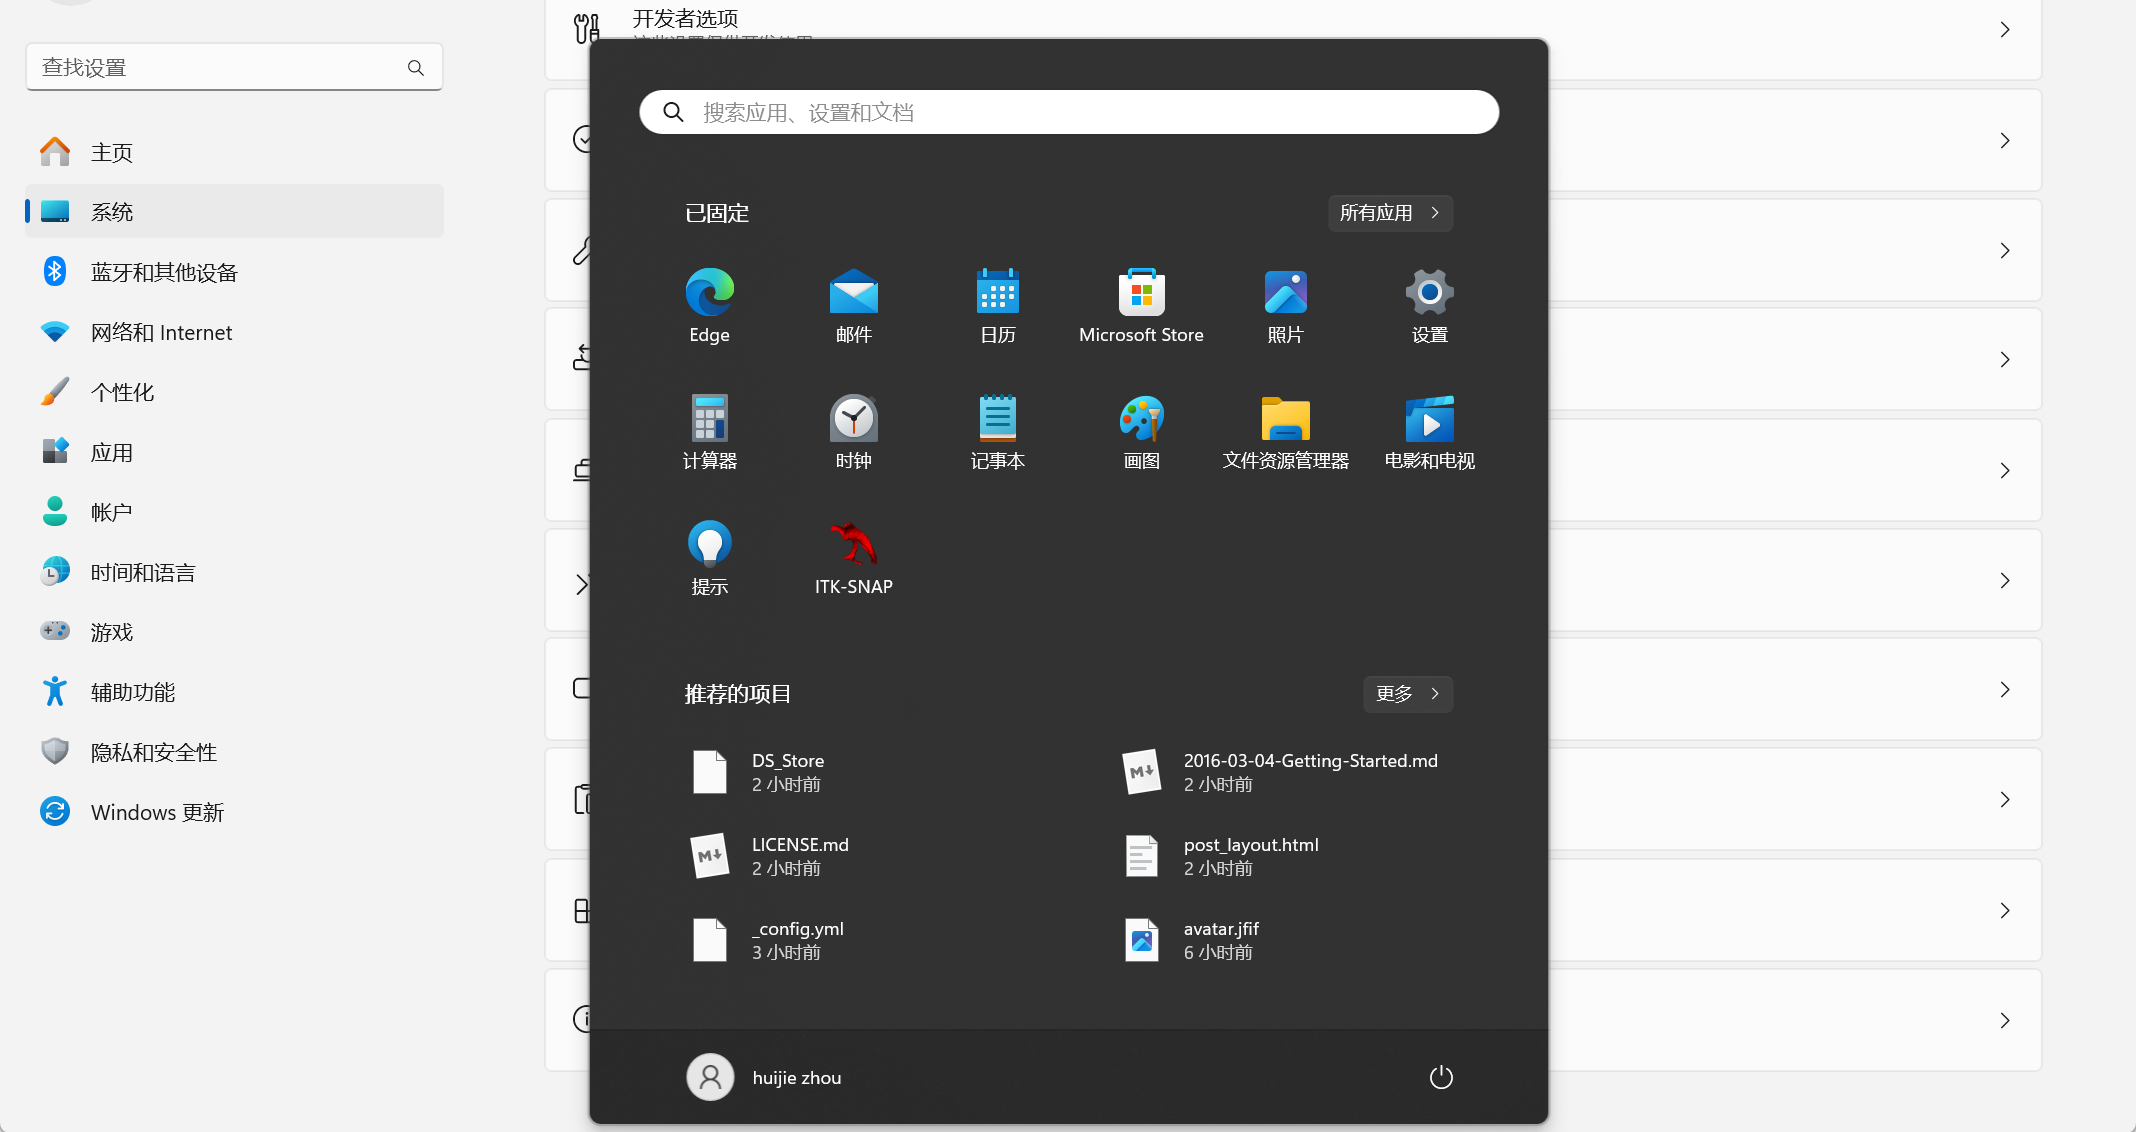 查找设置
主页
系统
蓝牙和其他设备
网络和 Internet
个性化
应用
帐户
时间和语言
游戏
辅助功能
隐私和安全性
Windows 更新
开发者选项
搜索应用、设置和文档
已固定
所有应用
Edge
邮件
日历
Microsoft Store
照片
设置
计算器
时钟
记事本
画图
文件资源管理器
电影和电视
提示
ITK-SNAP
推荐的项目
更多
DS_Store
2 小时前
2016-03-04-Getting-Started.md
2 小时前
LICENSE.md
2 小时前
post_layout.html
2 小时前
_config.yml
3 小时前
avatar.jfif
6 小时前
huijie zhou